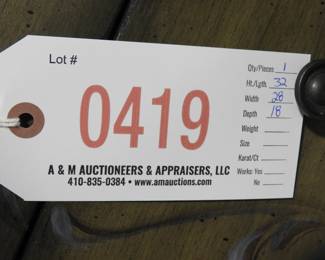 Lot #
0419
A & M AUCTIONEERS & APPRAISERS, LLC
410-835-0384 • www.amauctions.com
Qty/Pieces 1
Ht./Lgth 32
Width 28
Depth 18
Weight
Size
Karat/Ct
Works: Yes
No